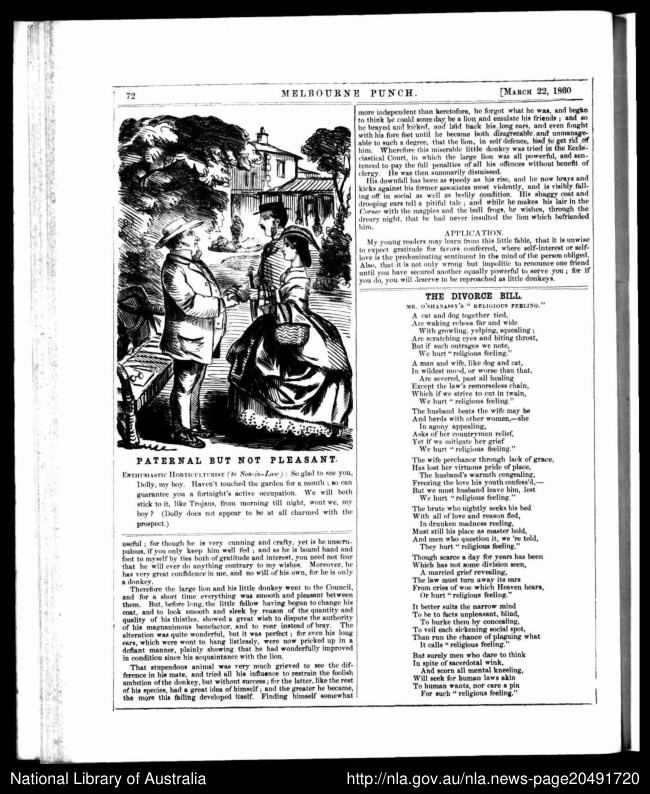 72
MELBOURNE PUNCH.
[MARCH 22, 1860
PATERNAL BUT NOT PLEASANT.
ENTHUSIASTIC HORTICULTURIST (to Son-in-Law) : So glad to see you,
Dolly, my boy. Haven't touched the garden for a month ; so can
guarantee you a fortnight's active occupation. We will both
stick to it, like Trojans, from morning till night, wont we, my
boy ? (Dolly does not appear to be at all charmed with the
prospect.)
useful ; for though he is very cunning and crafty, yet is he unscru-
pulous, if you only keep him well fed ; and as he is bound hand and
foot to myself by ties both of gratitude and interest, you need not fear
that he will ever do anything contrary to my wishes. Moreover, he
has very great confidence in me, and no will of his own, for he is only
a donkey.
Therefore the large lion and his little donkey went to the Council,
and for a short time everything was smooth and pleasant between
them. But, before long, the little fellow having began to change his
coat, and to look smooth and sleek by reason of the quantity and
quality of his thistles, showed a great wish to dispute the authority
of his magnanimous benefactor, and to roar instead of bray. The
alteration was quite wonderful, but it was perfect ; for even his long
ears, which were wont to hang listlessly, were now pricked up in a
defiant manner, plainly showing that he had wonderfully improved
in condition since his acquaintance with the lion.
That stupendous animal was very much grieved to see the dif-
ference in his mate, and tried all his influence to restrain the foolish
ambition of the donkey, but without success ; for the latter, like the rest
of his species, had a great idea of himself ; and the greater he became,
the more this failing developed itself. Finding himself somewhat
more independent than heretofore, he forgot what he was, and began
to think he could some day be a lion and emulate his friends ; and so
he brayed and kicked, and laid back his long ears, and even fought
with his fore feet until he became both disagreeable and unmanage-
able to such a degree, that the lion, in self defence, had to get rid of
him. Wherefore this miserable little donkey was tried in the Eccle-
siastical Court, in which the large lion was all powerful, and sen-
tenced to pay the full penalties of all his offences without benefit of
clergy. He was then summarily dismissed.
His downfall has been as speedy as his rise, and he now brays and
kicks against his former associates most violently, and is visibly fall-
ing off in social as well as bodily condition. His shaggy coat and
drooping ears tell a pitiful tale ; and while he makes his lair in the
Corner with the magpies and the bull frogs, he wishes, through the
dreary night, that he had never insulted the lion which befriended
him.
APPLICATION.
My young readers may learn from this little fable, that it is unwise
to expect gratitude for favors conferred, where self-interest or self-
love is the predominating sentiment in the mind of the person obliged.
Also, that it is not only wrong but impolitic to renounce one friend
until you have secured another equally powerful to serve you ; for if
you do, you will deserve to be reproached as little donkeys.
THE DIVORCE BILL.
MR. O'SHANASSY'S " RELIGIOUS FEELING."
A cat and dog together tied,
Are waking echoes far and wide
With growling, yelping, squealing ;
Are scratching eyes and biting throat,
But if such outrages we note,
We hurt " religious feeling."
A man and wife, like dog and cat,
In wildest mood, or worse than that,
Are severed, past all healing
Except the law's remorseless chain,
Which if we strive to cut in twain,
We hurt " religious feeling."
The husband beats the wife may be
And herds with other women,—she
In agony appealing,
Asks of her countrymen relief,
Yet if we mitigate her grief
We hurt " religious feeling."
The wife perchance through lack of grace,
Has lost her virtuous pride of place,
The husband's warmth congealing,
Freezing the love his youth confess'd,—
But we must husband leave him, lest
We hurt " religious feeling."
The brute who nightly seeks his bed
With all of love and reason fled,
In drunken madness reeling,
Must still his place as master hold,
And men who question it, we 're told,
They hurt " religious feeling."
Though scarce a day for years has been
Which has not some division seen,
A married grief revealing,
The law must turn away its ears
From cries of woe which Heaven hears,
Or hurt " religious feeling."
It better suits the narrow mind
To be to facts unpleasant, blind,
To burke them by concealing,
To veil each sickening social spot,
Than run the chance of plaguing what
It calls " religious feeling."
But surely men who dare to think
In spite of sacerdotal wink,
And scorn all mental kneeling,
Will seek for human laws akin
To human wants, nor care a pin
For such " religious feeling."
National Library of Australia
http://nla.gov.au/nla.news-page20491720